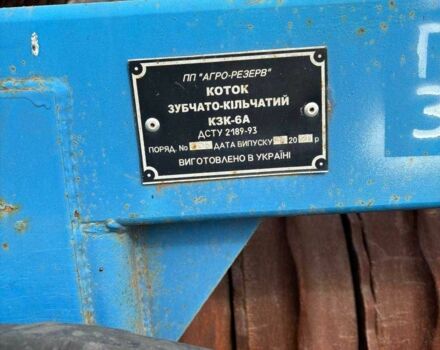 ПП "АГРО-РЕЗЕРВ"
КОТОК
ЗУБЧАТО-КІЛЬЧАТИЙ
КЗК-6А
ДСТУ 2189-93
ПОРЯД. № ДАТА ВИПУСКУ 20 р
ВИГОТОВЛЕНО В УКРАЇНІ